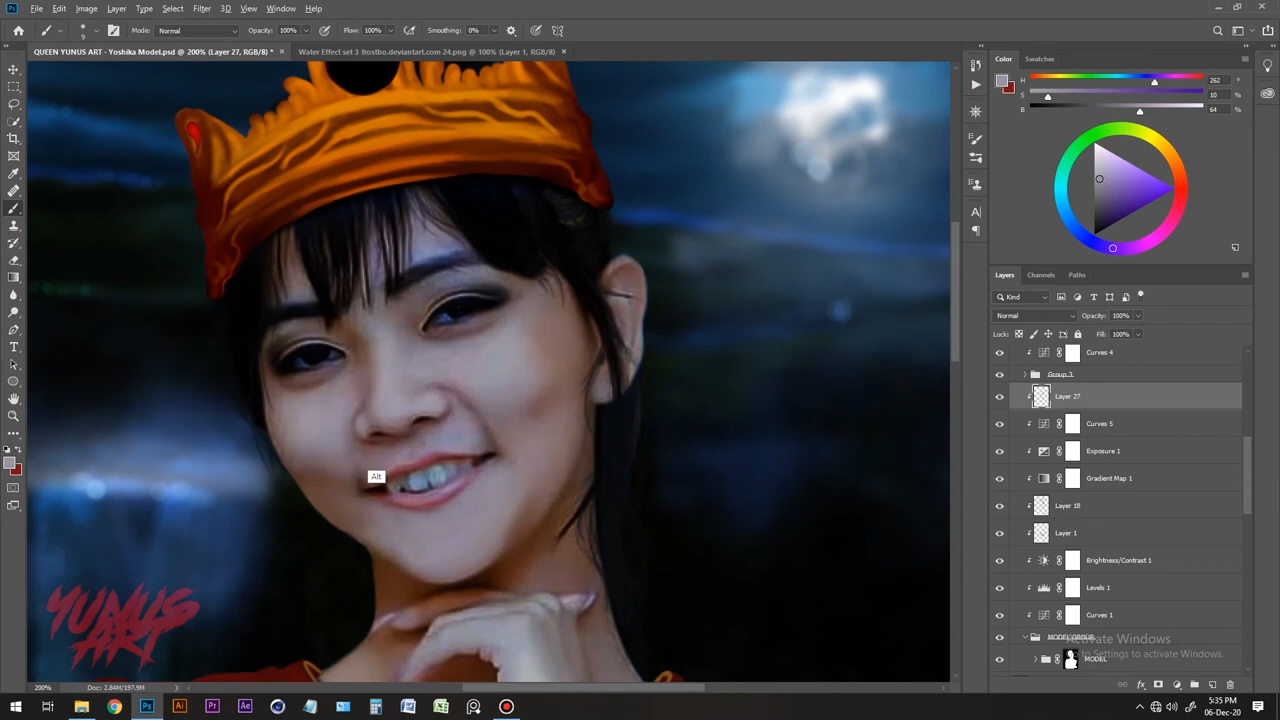 File Edit Image Layer Type Select Filter 3D View Window Help
Mode: Normal Opacity: 100% Flow: 100% Smoothing: 0%
9
QUEEN YUNUS ART - Yoshika Model.psd @ 200% (Layer 27, RGB/8) * × Water Effect set 3 frostbo.deviantart.com 24.png @ 100% (Layer 1, RGB/8) ×
Color Swatches
H 262 °
S 10 %
B 64 %
Layers Channels Paths
Kind
Normal Opacity: 100%
Lock: Fill: 100%
Curves 4
Group 3
Layer 27
Curves 5
Exposure 1
Gradient Map 1
Layer 18
Layer 1
Brightness/Contrast 1
Levels 1
Curves 1
MODEL GROUP
MODEL
Activate Windows
Go to Settings to activate Windows.
Alt
YUNUS
ART
200% Doc: 2.84M/197.9M
5:35 PM
06-Dec-20